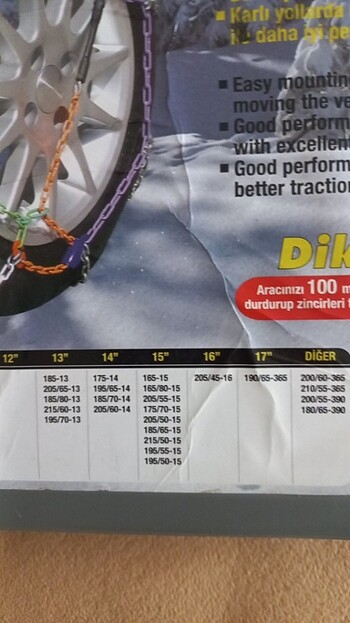 Karlı yollarda
ile daha iyi pe
Easy mounting
moving the ve
Good perform
with excellen
Good perform
better traction
Dik
Aracınızı 100 m
durdurup zincirleri
12" 13" 14" 15" 16" 17" DİĞER
185-13 175-14 165-15 205/45-16 190/65-365 200/60-365
205/65-13 195/65-14 165/80-15 210/55-365
185/80-13 185/70-14 205/55-15 200/55-390
215/60-13 205/60-14 175/70-15 180/65-390
195/70-13 205/50-15
185/65-15
215/50-15
195/55-15
195/50-15